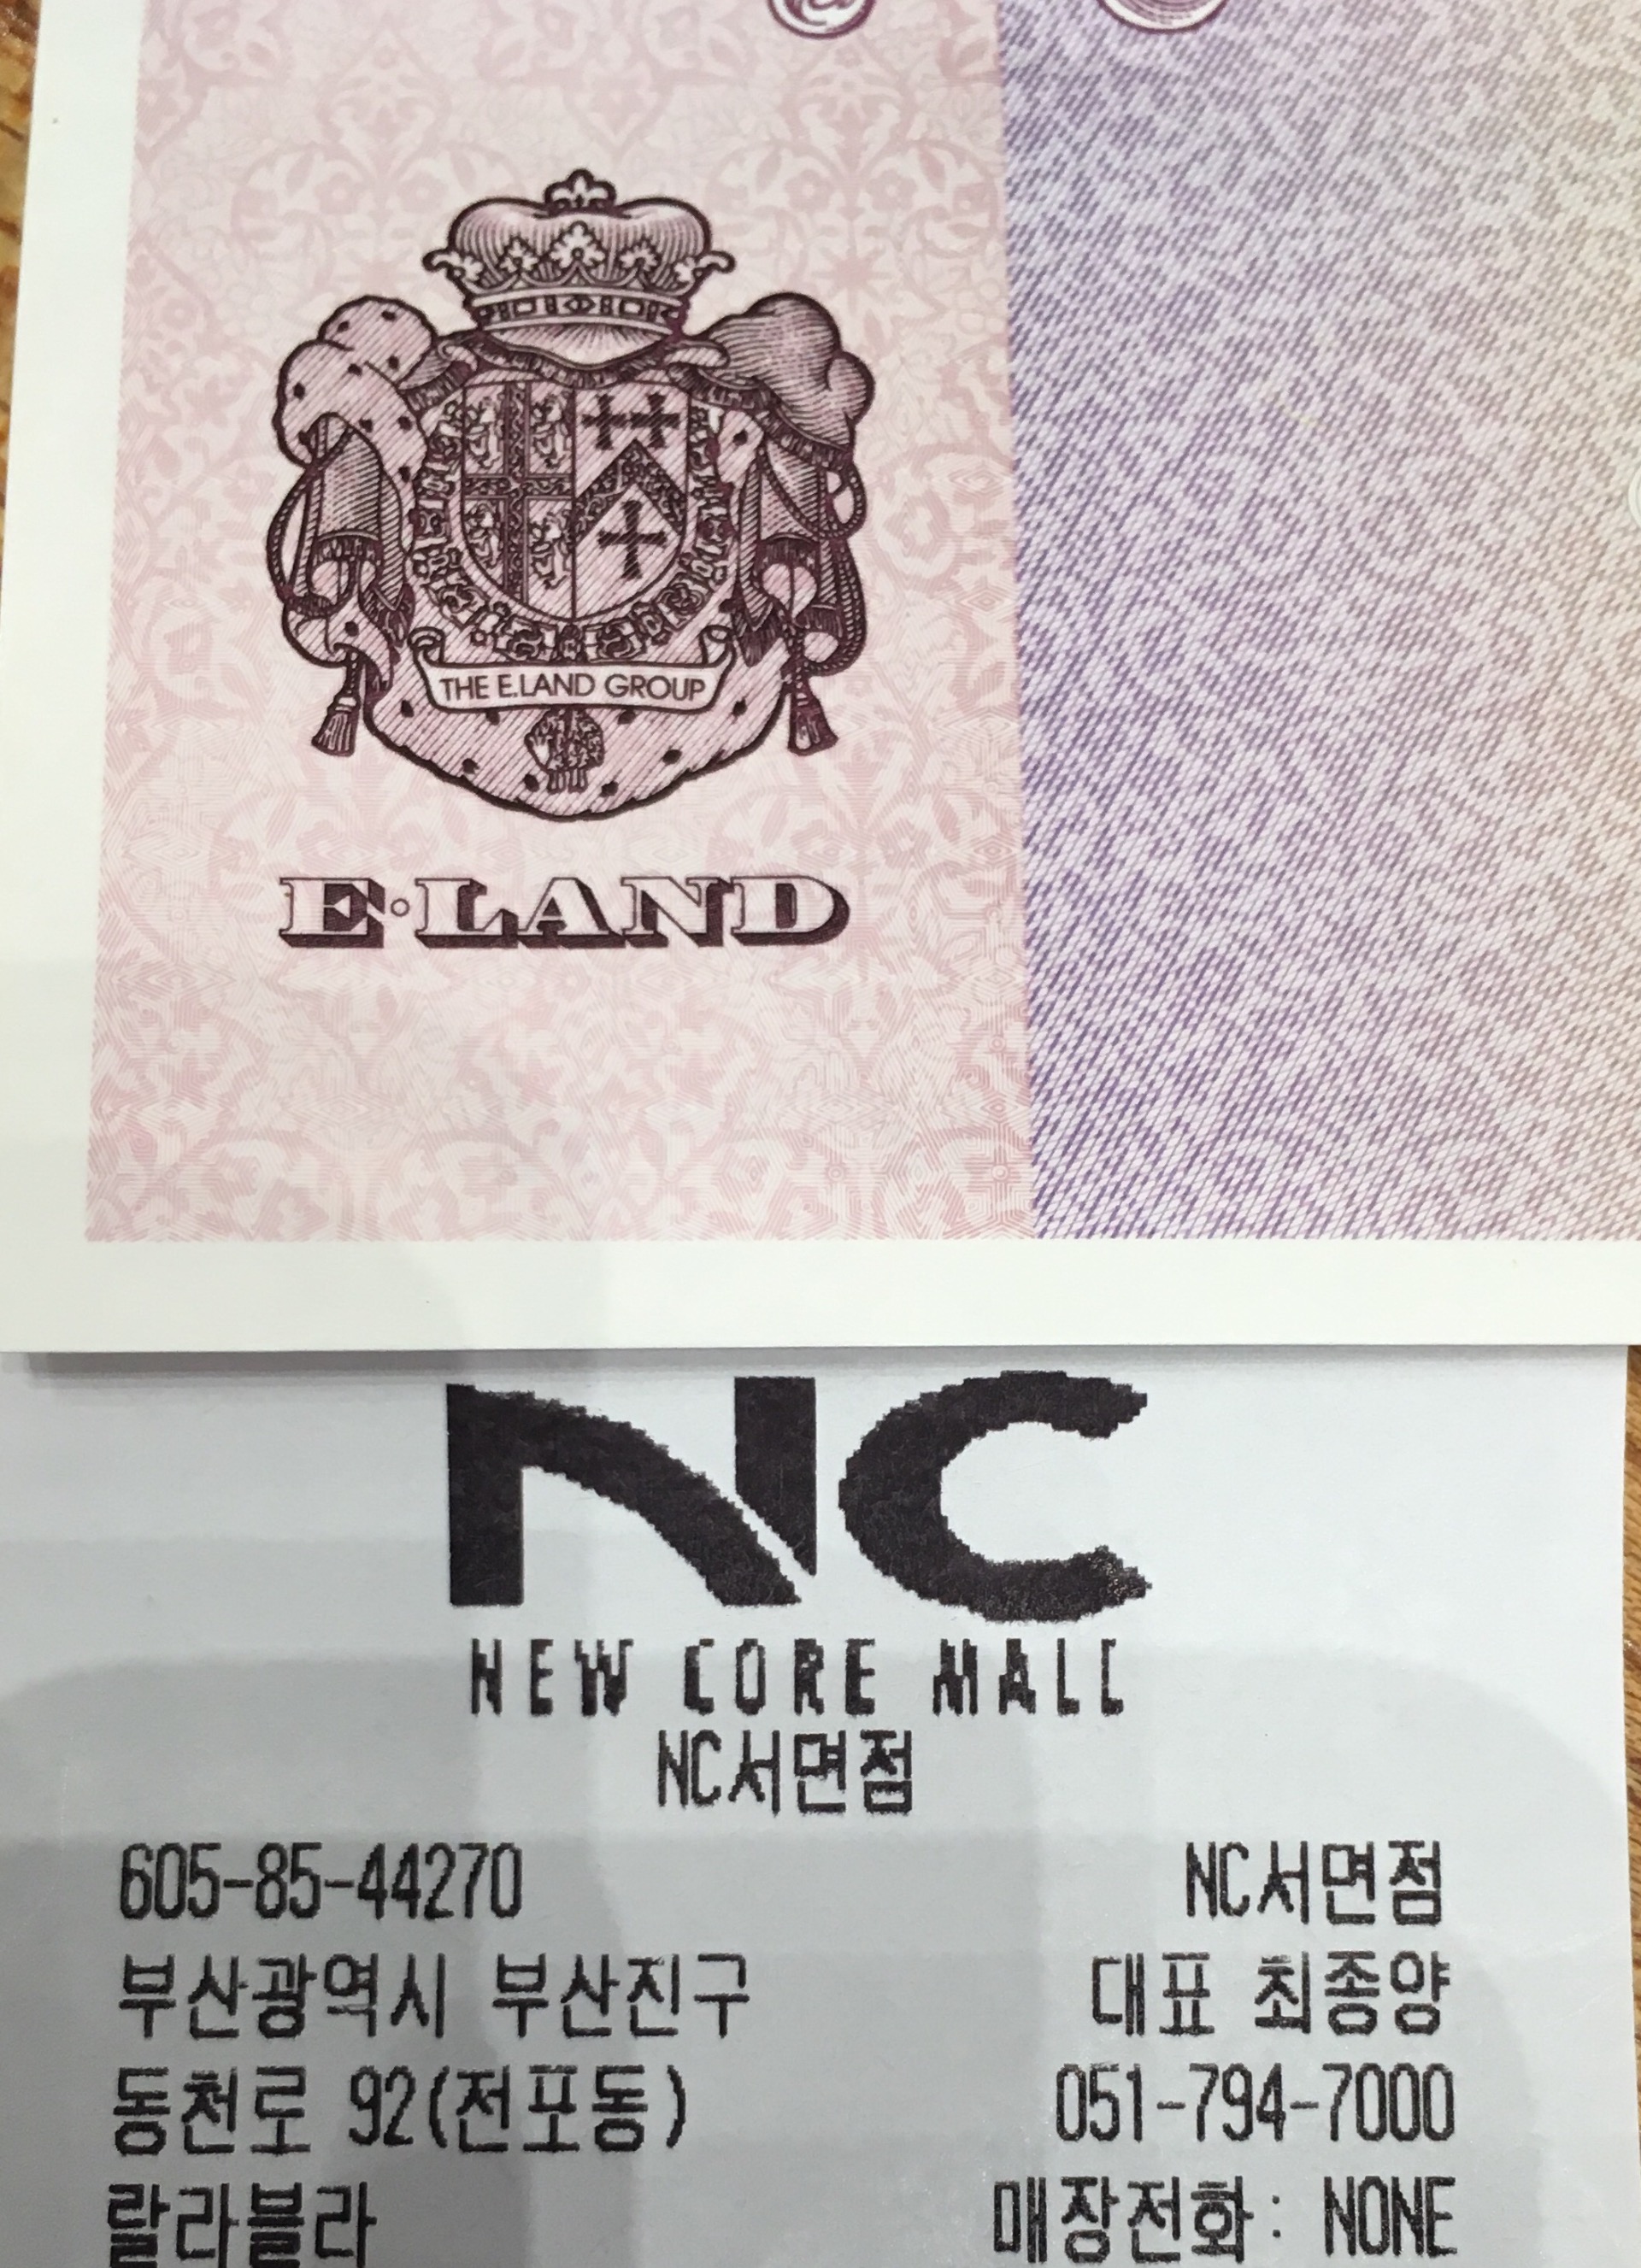 THE E.LAND GROUP
E·LAND
NC
NEW CORE MALL
NC서면점
605-85-44270 NC서면점
부산광역시 부산진구 대표 최종양
동천로 92(전포동) 051-794-7000
랄라블라 매장전화: NONE